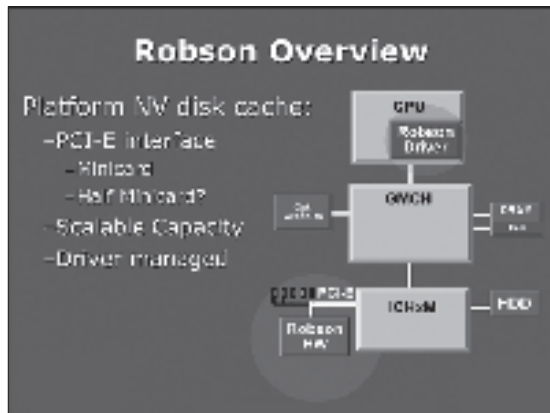 Robson Overview
Platform NV disk cache:
–PCI-E interface
–Minicard
–Half Minicard?
–Scalable Capacity
–Driver managed
CPU
Robson
Driver
GMCH
PCI-E
ICHxM
HDD
Robson
HW